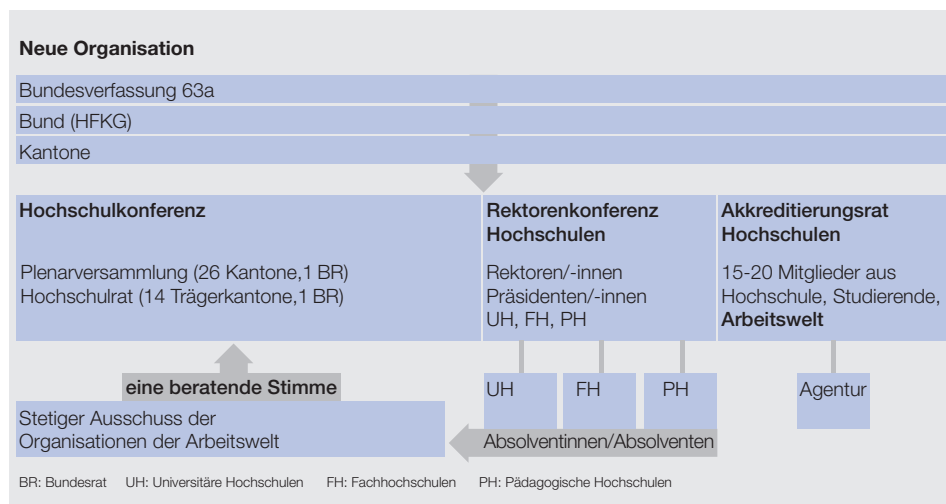 Neue Organisation
Bundesverfassung 63a
Bund (HFKG)
Kantone
Hochschulkonferenz
Plenarversammlung (26 Kantone,1 BR)
Hochschulrat (14 Trägerkantone,1 BR)
Rektorenkonferenz
Hochschulen
Rektoren/-innen
Präsidenten/-innen
UH, FH, PH
Akkreditierungsrat
Hochschulen
15-20 Mitglieder aus
Hochschule, Studierende,
Arbeitswelt
eine beratende Stimme
Stetiger Ausschuss der
Organisationen der Arbeitswelt
UH
FH
PH
Agentur
Absolventinnen/Absolventen
BR: Bundesrat UH: Universitäre Hochschulen FH: Fachhochschulen PH: Pädagogische Hochschulen